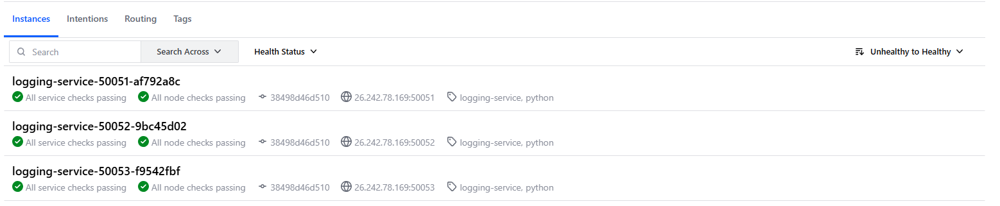 Instances Intentions Routing Tags
Search Search Across Health Status Unhealthy to Healthy
logging-service-50051-af792a8c
All service checks passing All node checks passing 38498d46d510 26.242.78.169:50051 logging-service, python
logging-service-50052-9bc45d02
All service checks passing All node checks passing 38498d46d510 26.242.78.169:50052 logging-service, python
logging-service-50053-f9542fbf
All service checks passing All node checks passing 38498d46d510 26.242.78.169:50053 logging-service, python